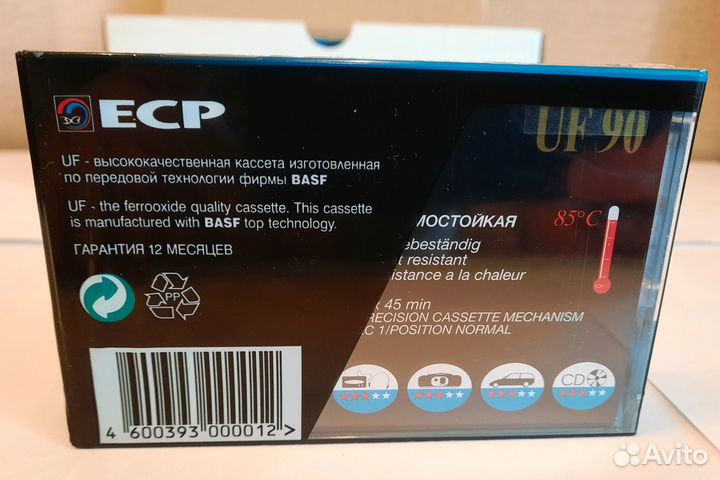 ECP
UF 90
UF - высококачественная кассета изготовленная
по передовой технологии фирмы BASF
UF - the ferrooxide quality cassette. This cassette
is manufactured with BASF top technology.
ГАРАНТИЯ 12 МЕСЯЦЕВ
МОСТОЙКАЯ
85°C
ebeständig
t resistant
istance a la chaleur
x 45 min
RECISION CASSETTE MECHANISM
C 1/POSITION NORMAL
PP
CD
4 600393 000012 >
Avito